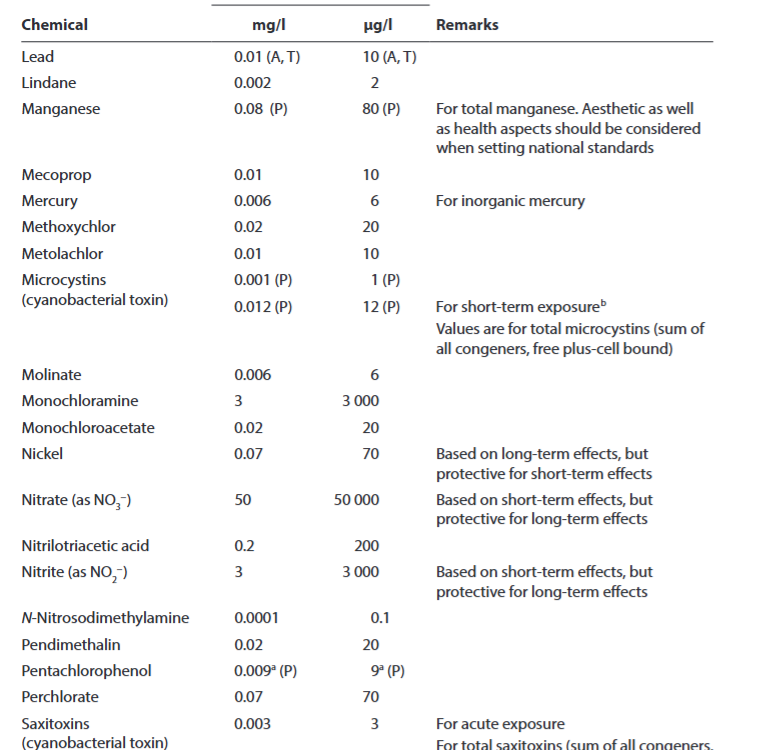 Chemical mg/l µg/l Remarks
Lead 0.01 (A, T) 10 (A, T)
Lindane 0.002 2
Manganese 0.08 (P) 80 (P) For total manganese. Aesthetic as well
as health aspects should be considered
when setting national standards
Mecoprop 0.01 10
Mercury 0.006 6 For inorganic mercury
Methoxychlor 0.02 20
Metolachlor 0.01 10
Microcystins 0.001 (P) 1 (P)
(cyanobacterial toxin) 0.012 (P) 12 (P) For short-term exposureᵇ
Values are for total microcystins (sum of
all congeners, free plus-cell bound)
Molinate 0.006 6
Monochloramine 3 3 000
Monochloroacetate 0.02 20
Nickel 0.07 70 Based on long-term effects, but
protective for short-term effects
Nitrate (as NO₃⁻) 50 50 000 Based on short-term effects, but
protective for long-term effects
Nitrilotriacetic acid 0.2 200
Nitrite (as NO₂⁻) 3 3 000 Based on short-term effects, but
protective for long-term effects
N-Nitrosodimethylamine 0.0001 0.1
Pendimethalin 0.02 20
Pentachlorophenol 0.009ᵃ (P) 9ᵃ (P)
Perchlorate 0.07 70
Saxitoxins 0.003 3 For acute exposure
(cyanobacterial toxin) For total saxitoxins (sum of all congeners,